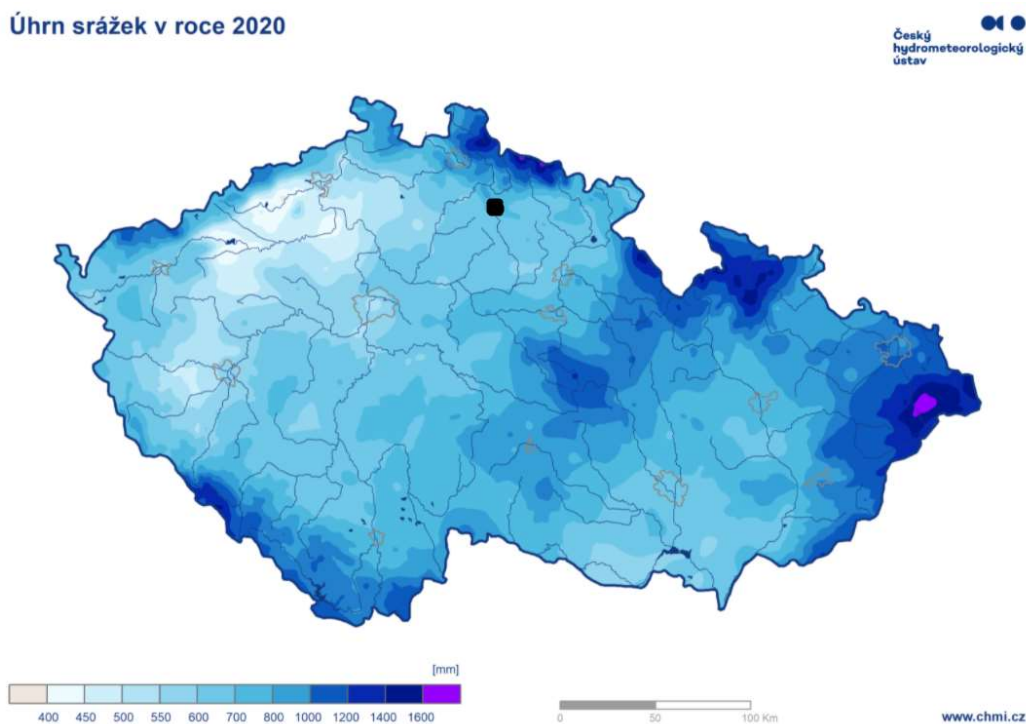 Úhrn srážek v roce 2020
Český
hydrometeorologický
ústav
[mm]
400 450 500 550 600 700 800 1000 1200 1400 1600
0 50 100 Km
www.chmi.cz